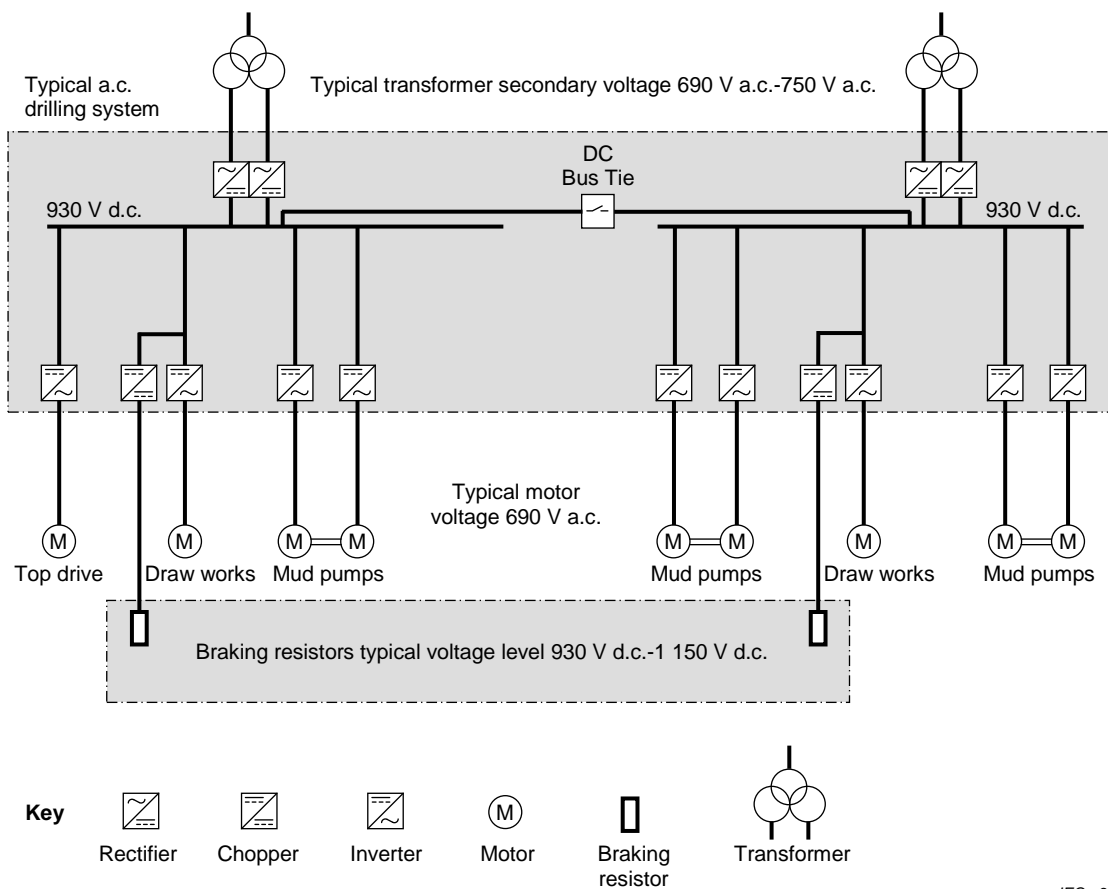 Typical a.c.
drilling system
Typical transformer secondary voltage 690 V a.c.-750 V a.c.
DC
Bus Tie
930 V d.c.
930 V d.c.
Typical motor
voltage 690 V a.c.
M
M
M
M
M
M
M
M
M
Top drive
Draw works
Mud pumps
Mud pumps
Draw works
Mud pumps
Braking resistors typical voltage level 930 V d.c.-1 150 V d.c.
Key
M
Rectifier
Chopper
Inverter
Motor
Braking
resistor
Transformer